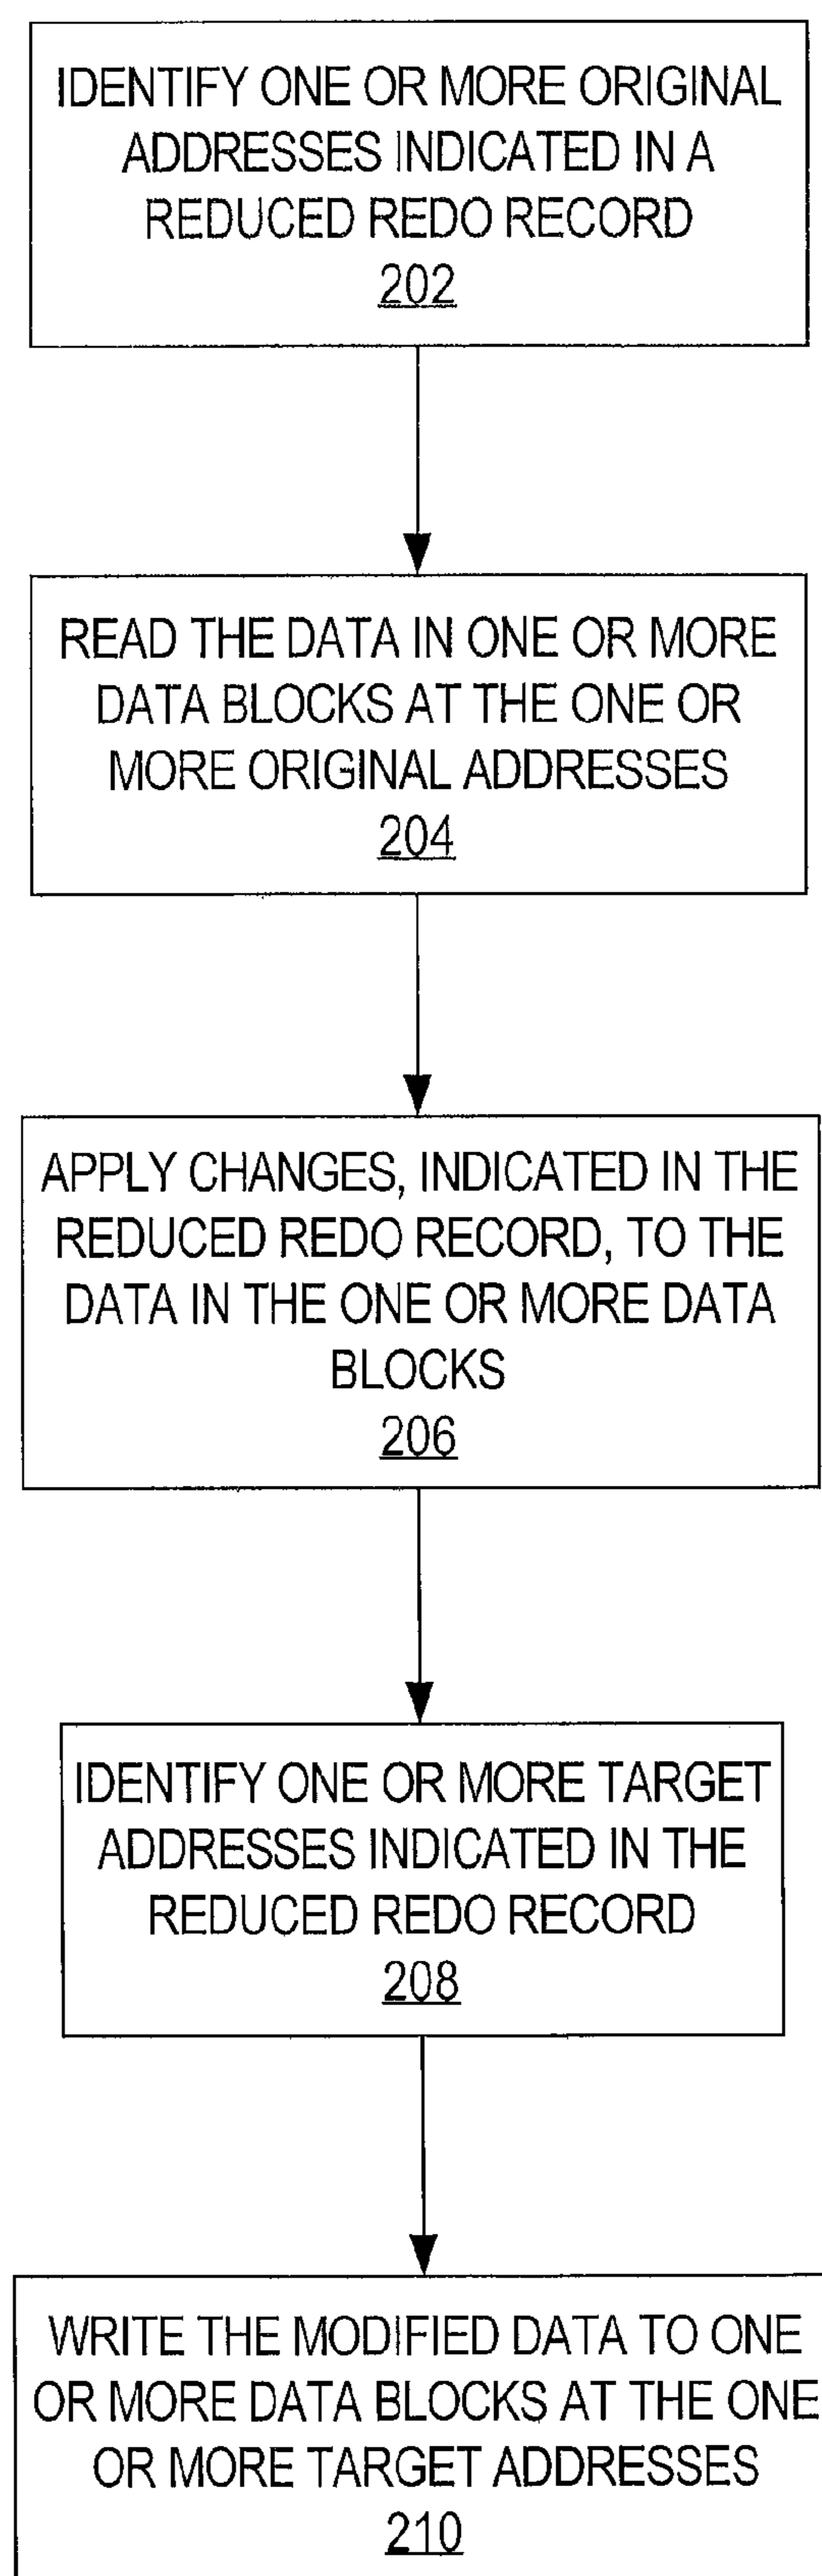 IDENTIFY ONE OR MORE ORIGINAL
ADDRESSES INDICATED IN A
REDUCED REDO RECORD
202
READ THE DATA IN ONE OR MORE
DATA BLOCKS AT THE ONE OR
MORE ORIGINAL ADDRESSES
204
APPLY CHANGES, INDICATED IN THE
REDUCED REDO RECORD, TO THE
DATA IN THE ONE OR MORE DATA
BLOCKS
206
IDENTIFY ONE OR MORE TARGET
ADDRESSES INDICATED IN THE
REDUCED REDO RECORD
208
WRITE THE MODIFIED DATA TO ONE
OR MORE DATA BLOCKS AT THE ONE
OR MORE TARGET ADDRESSES
210